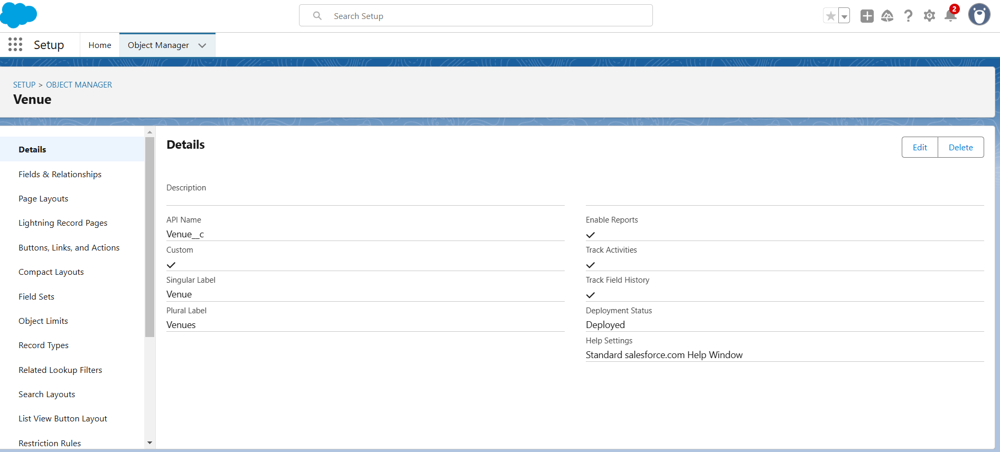 Search Setup
2
Setup
Home
Object Manager
SETUP > OBJECT MANAGER
Venue
Details
Fields & Relationships
Page Layouts
Lightning Record Pages
Buttons, Links, and Actions
Compact Layouts
Field Sets
Object Limits
Record Types
Related Lookup Filters
Search Layouts
List View Button Layout
Restriction Rules
Details
Edit
Delete
Description
API Name
Venue__c
Custom
Singular Label
Venue
Plural Label
Venues
Enable Reports
Track Activities
Track Field History
Deployment Status
Deployed
Help Settings
Standard salesforce.com Help Window